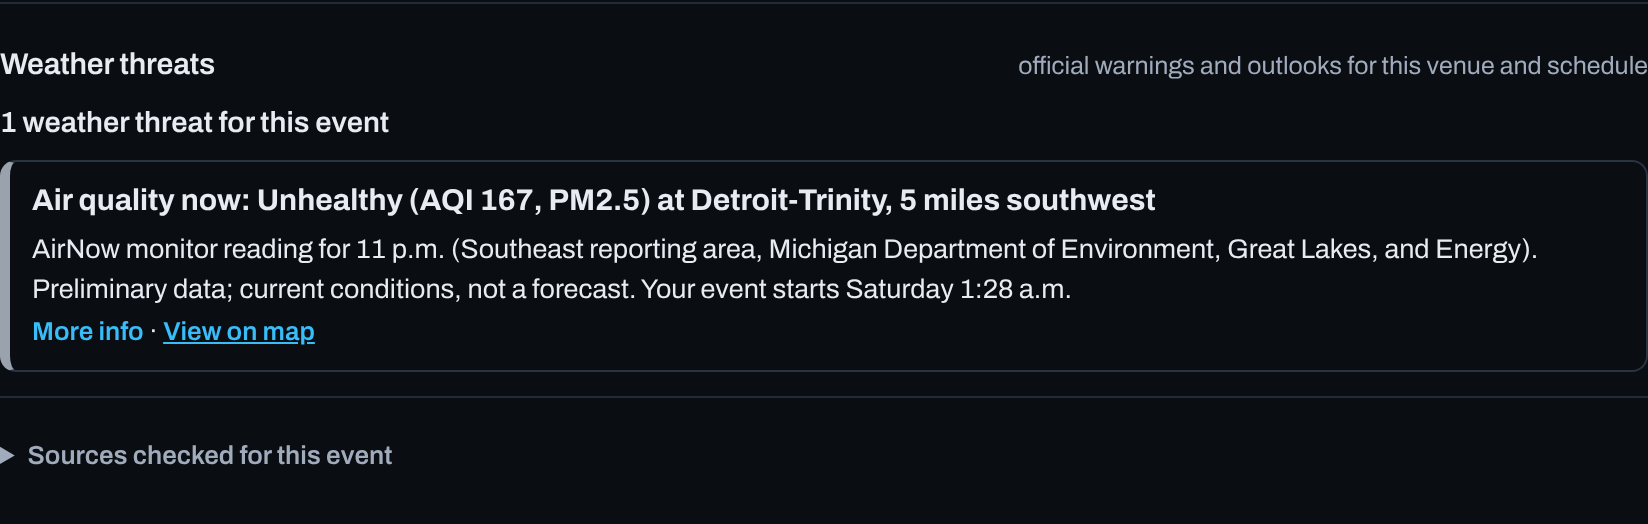 Weather threats
official warnings and outlooks for this venue and schedule
1 weather threat for this event
Air quality now: Unhealthy (AQI 167, PM2.5) at Detroit-Trinity, 5 miles southwest
AirNow monitor reading for 11 p.m. (Southeast reporting area, Michigan Department of Environment, Great Lakes, and Energy).
Preliminary data; current conditions, not a forecast. Your event starts Saturday 1:28 a.m.
More info · View on map
Sources checked for this event